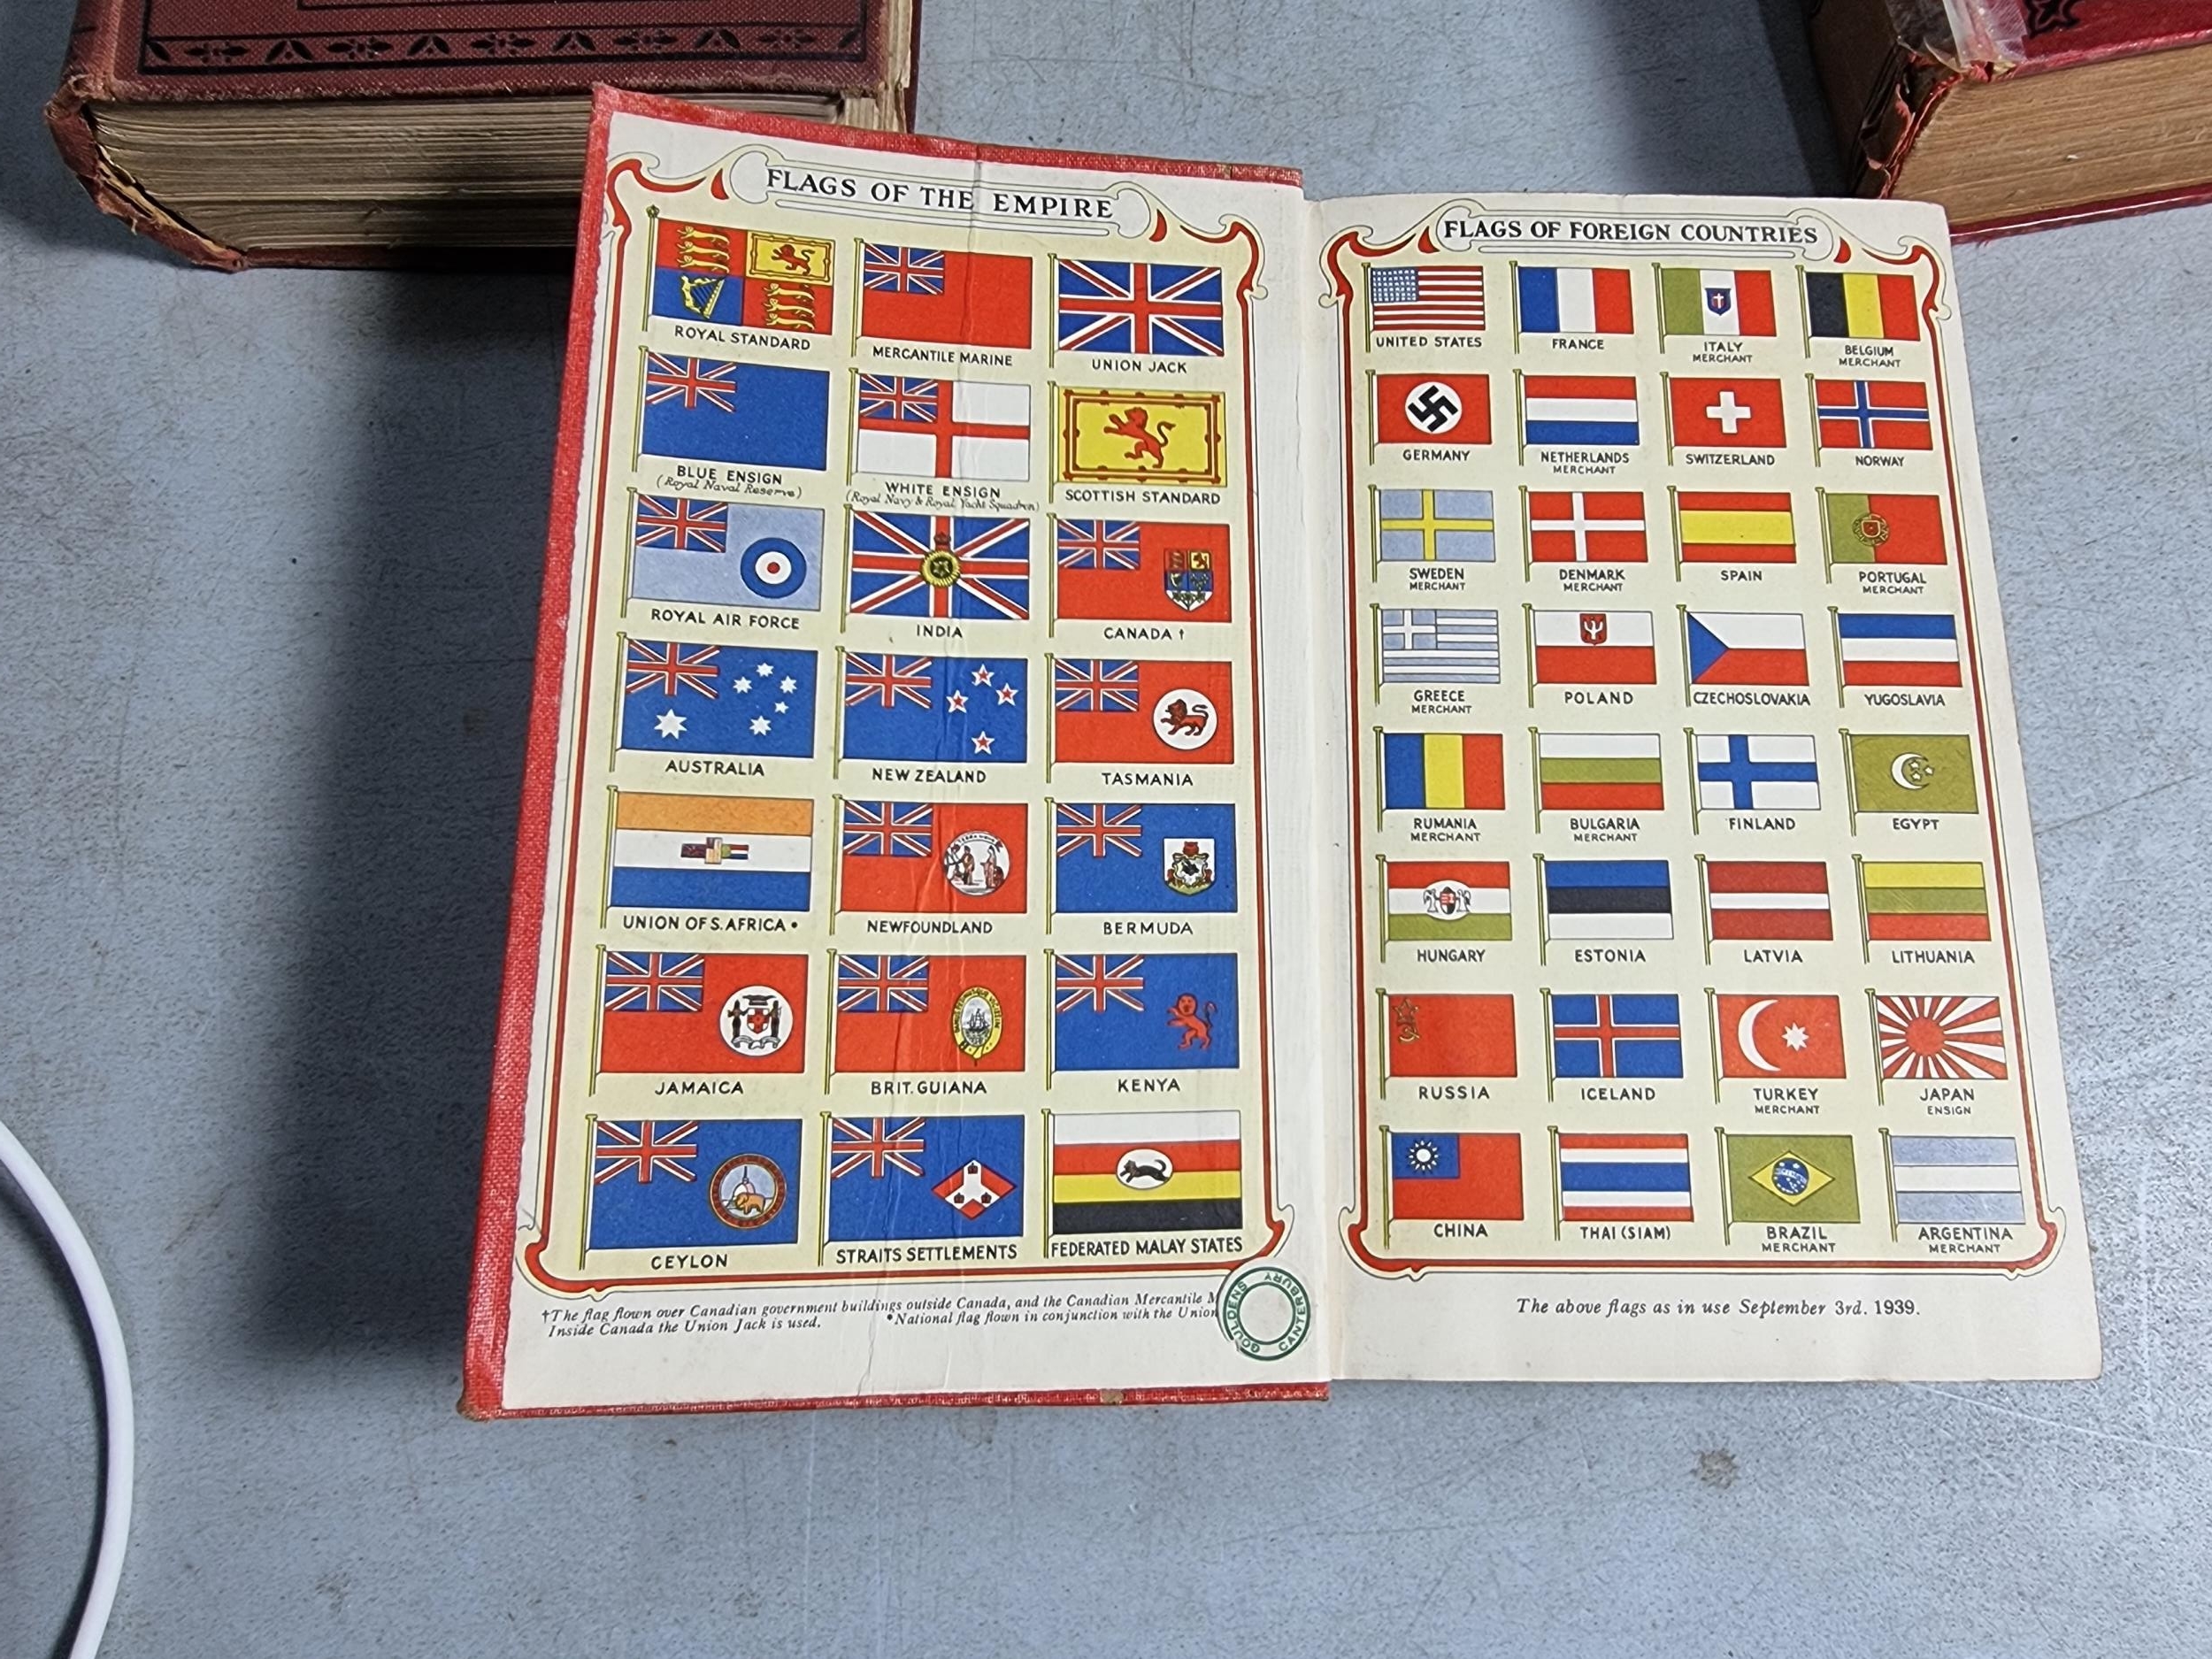 FLAGS OF THE EMPIRE
ROYAL STANDARD
MERCANTILE MARINE
UNION JACK
BLUE ENSIGN
(Royal Naval Reserve)
WHITE ENSIGN
(Royal Navy & Royal Yacht Squadron)
SCOTTISH STANDARD
ROYAL AIR FORCE
INDIA
CANADA †
AUSTRALIA
NEW ZEALAND
TASMANIA
UNION OF S. AFRICA •
NEWFOUNDLAND
BERMUDA
JAMAICA
BRIT. GUIANA
KENYA
CEYLON
STRAITS SETTLEMENTS
FEDERATED MALAY STATES
†The flag flown over Canadian government buildings outside Canada, and the Canadian Mercantile
Inside Canada the Union Jack is used. •National flag flown in conjunction with the Union
GOULDENS CANTERBURY
FLAGS OF FOREIGN COUNTRIES
UNITED STATES
FRANCE
ITALY
MERCHANT
BELGIUM
MERCHANT
GERMANY
NETHERLANDS
MERCHANT
SWITZERLAND
NORWAY
SWEDEN
MERCHANT
DENMARK
MERCHANT
SPAIN
PORTUGAL
MERCHANT
GREECE
MERCHANT
POLAND
CZECHOSLOVAKIA
YUGOSLAVIA
RUMANIA
MERCHANT
BULGARIA
MERCHANT
FINLAND
EGYPT
HUNGARY
ESTONIA
LATVIA
LITHUANIA
RUSSIA
ICELAND
TURKEY
MERCHANT
JAPAN
ENSIGN
CHINA
THAI (SIAM)
BRAZIL
MERCHANT
ARGENTINA
MERCHANT
The above flags as in use September 3rd. 1939.